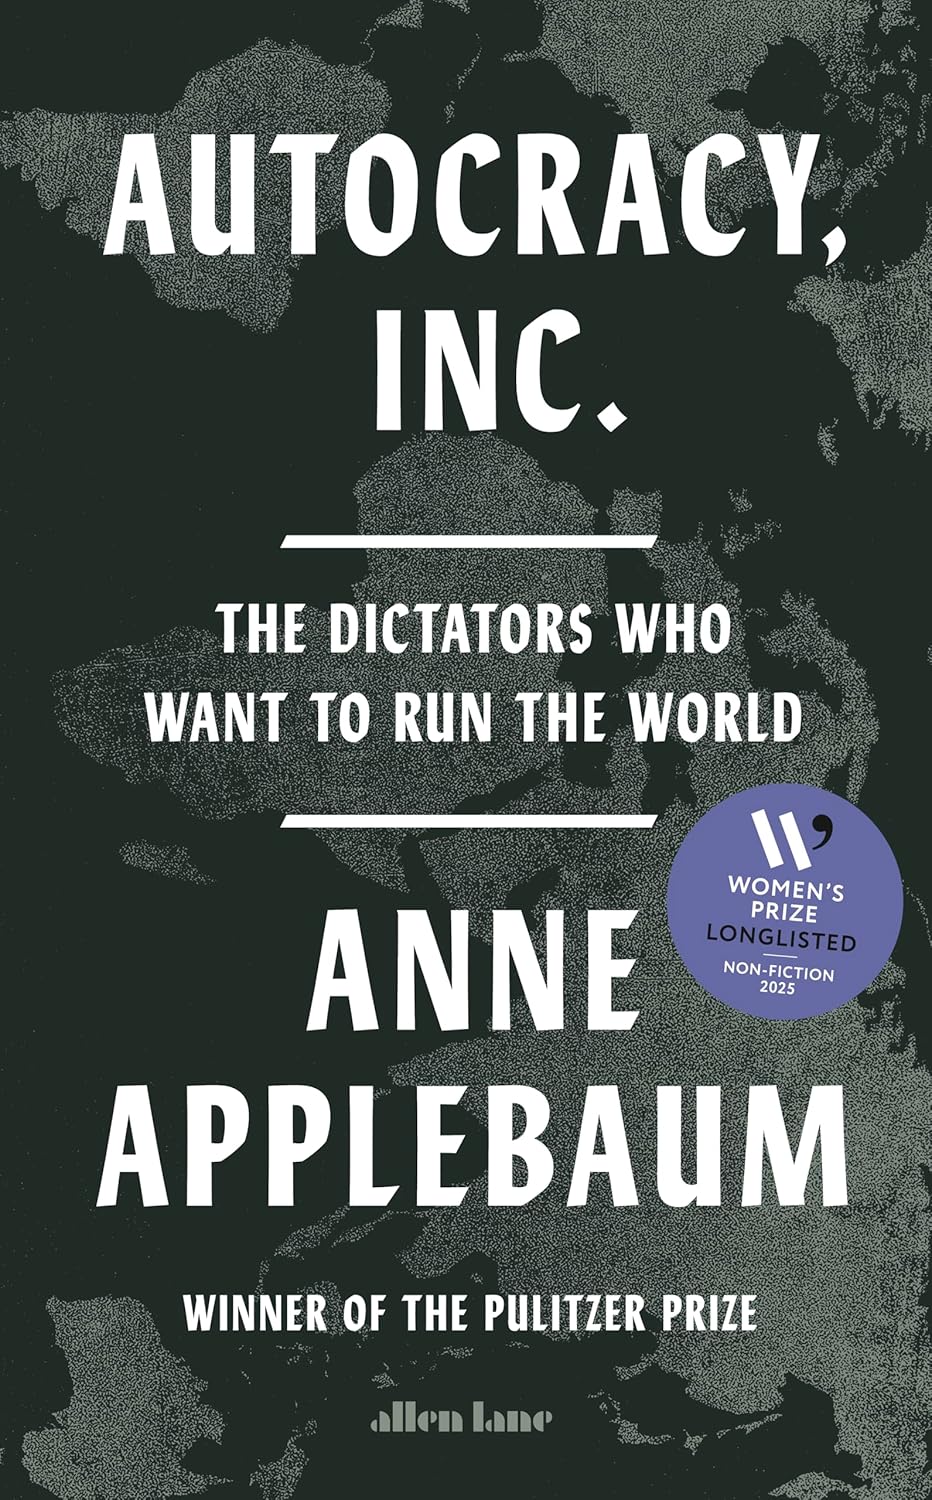 AUTOCRACY,
INC.
THE DICTATORS WHO
WANT TO RUN THE WORLD
W'
WOMEN'S
PRIZE
LONGLISTED
NON-FICTION
2025
ANNE
APPLEBAUM
WINNER OF THE PULITZER PRIZE
allen lane